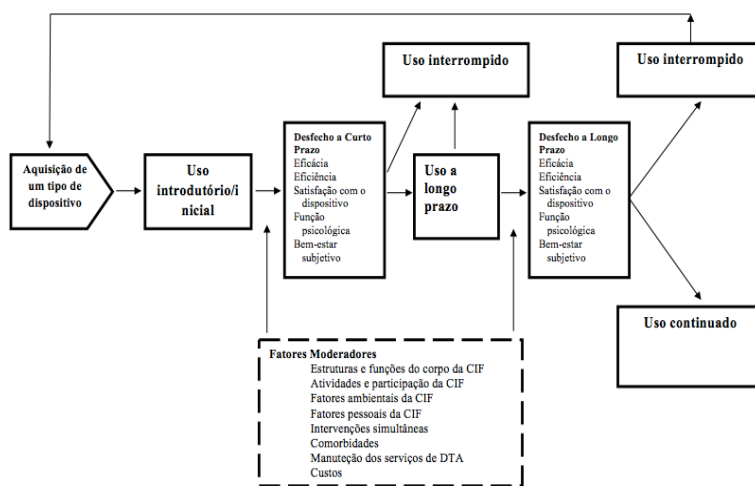 Uso interrompido
Uso interrompido
Aquisição de
um tipo de
dispositivo
Uso
introdutório/i
nicial
Desfecho a Curto
Prazo
Eficácia
Eficiência
Satisfação com o
dispositivo
Função
psicológica
Bem-estar
subjetivo
Uso a
longo
prazo
Desfecho a Longo
Prazo
Eficácia
Eficiência
Satisfação com o
dispositivo
Função
psicológica
Bem-estar
subjetivo
Uso continuado
Fatores Moderadores
Estruturas e funções do corpo da CIF
Atividades e participação da CIF
Fatores ambientais da CIF
Fatores pessoais da CIF
Intervenções simultâneas
Comorbidades
Manuteção dos serviços de DTA
Custos